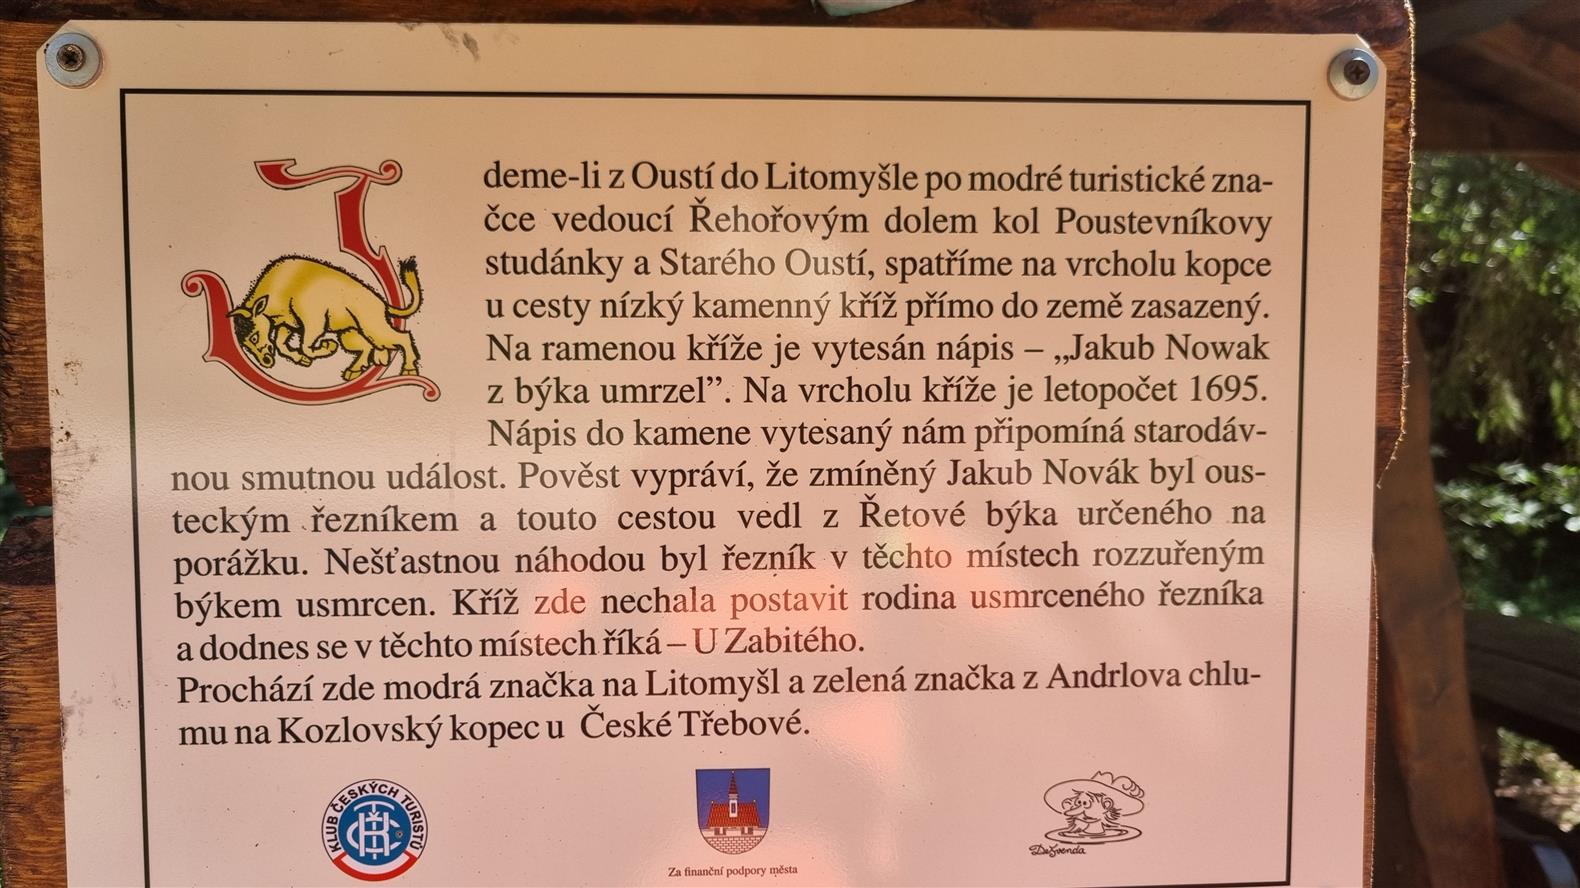 Jdeme-li z Oustí do Litomyšle po modré turistické zna-
čce vedoucí Řehořovým dolem kol Poustevníkovy
studánky a Starého Oustí, spatříme na vrcholu kopce
u cesty nízký kamenný kříž přímo do země zasazený.
Na ramenou kříže je vytesán nápis – „Jakub Nowak
z býka umrzel”. Na vrcholu kříže je letopočet 1695.
Nápis do kamene vytesaný nám připomíná starodáv-
nou smutnou událost. Pověst vypráví, že zmíněný Jakub Novák byl ous-
teckým řezníkem a touto cestou vedl z Řetové býka určeného na
porážku. Nešťastnou náhodou byl řezník v těchto místech rozzuřeným
býkem usmrcen. Kříž zde nechala postavit rodina usmrceného řezníka
a dodnes se v těchto místech říká – U Zabitého.
Prochází zde modrá značka na Litomyšl a zelená značka z Andrlova chlu-
mu na Kozlovský kopec u České Třebové.
KLUB ČESKÝCH TURISTŮ
KČT
Za finanční podpory města